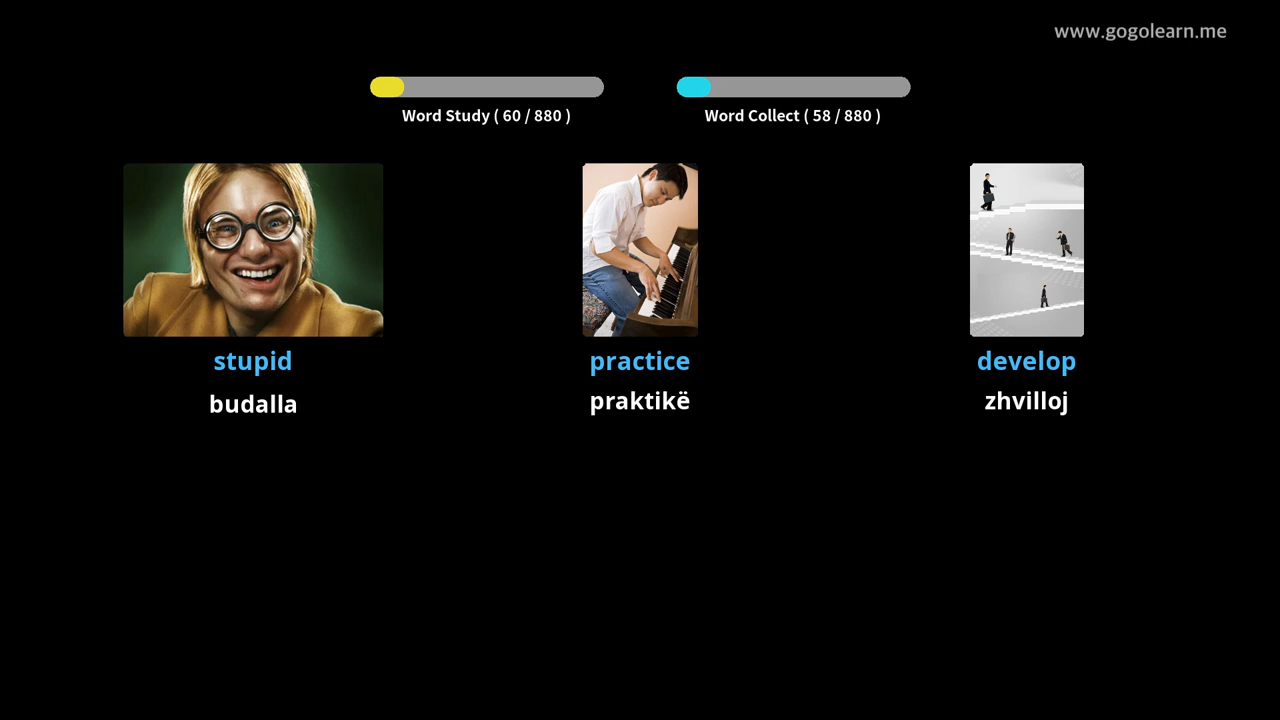 www.gogolearn.me
Word Study ( 60 / 880 )
Word Collect ( 58 / 880 )
stupid
budalla
practice
praktikë
develop
zhvilloj